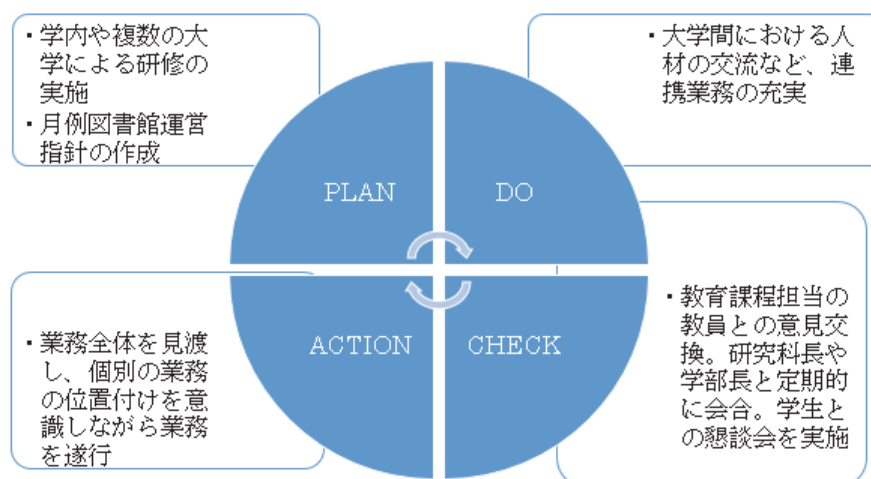 ・学内や複数の大
学による研修の
実施
・月例図書館運営
指針の作成
・大学間における人
材の交流など、連
携業務の充実
PLAN
DO
ACTION
CHECK
・業務全体を見渡
し、個別の業務
の位置付けを意
識しながら業務
を遂行
・教育課程担当の
教員との意見交
換。研究科長や
学部長と定期的
に会合。学生と
の懇談会を実施